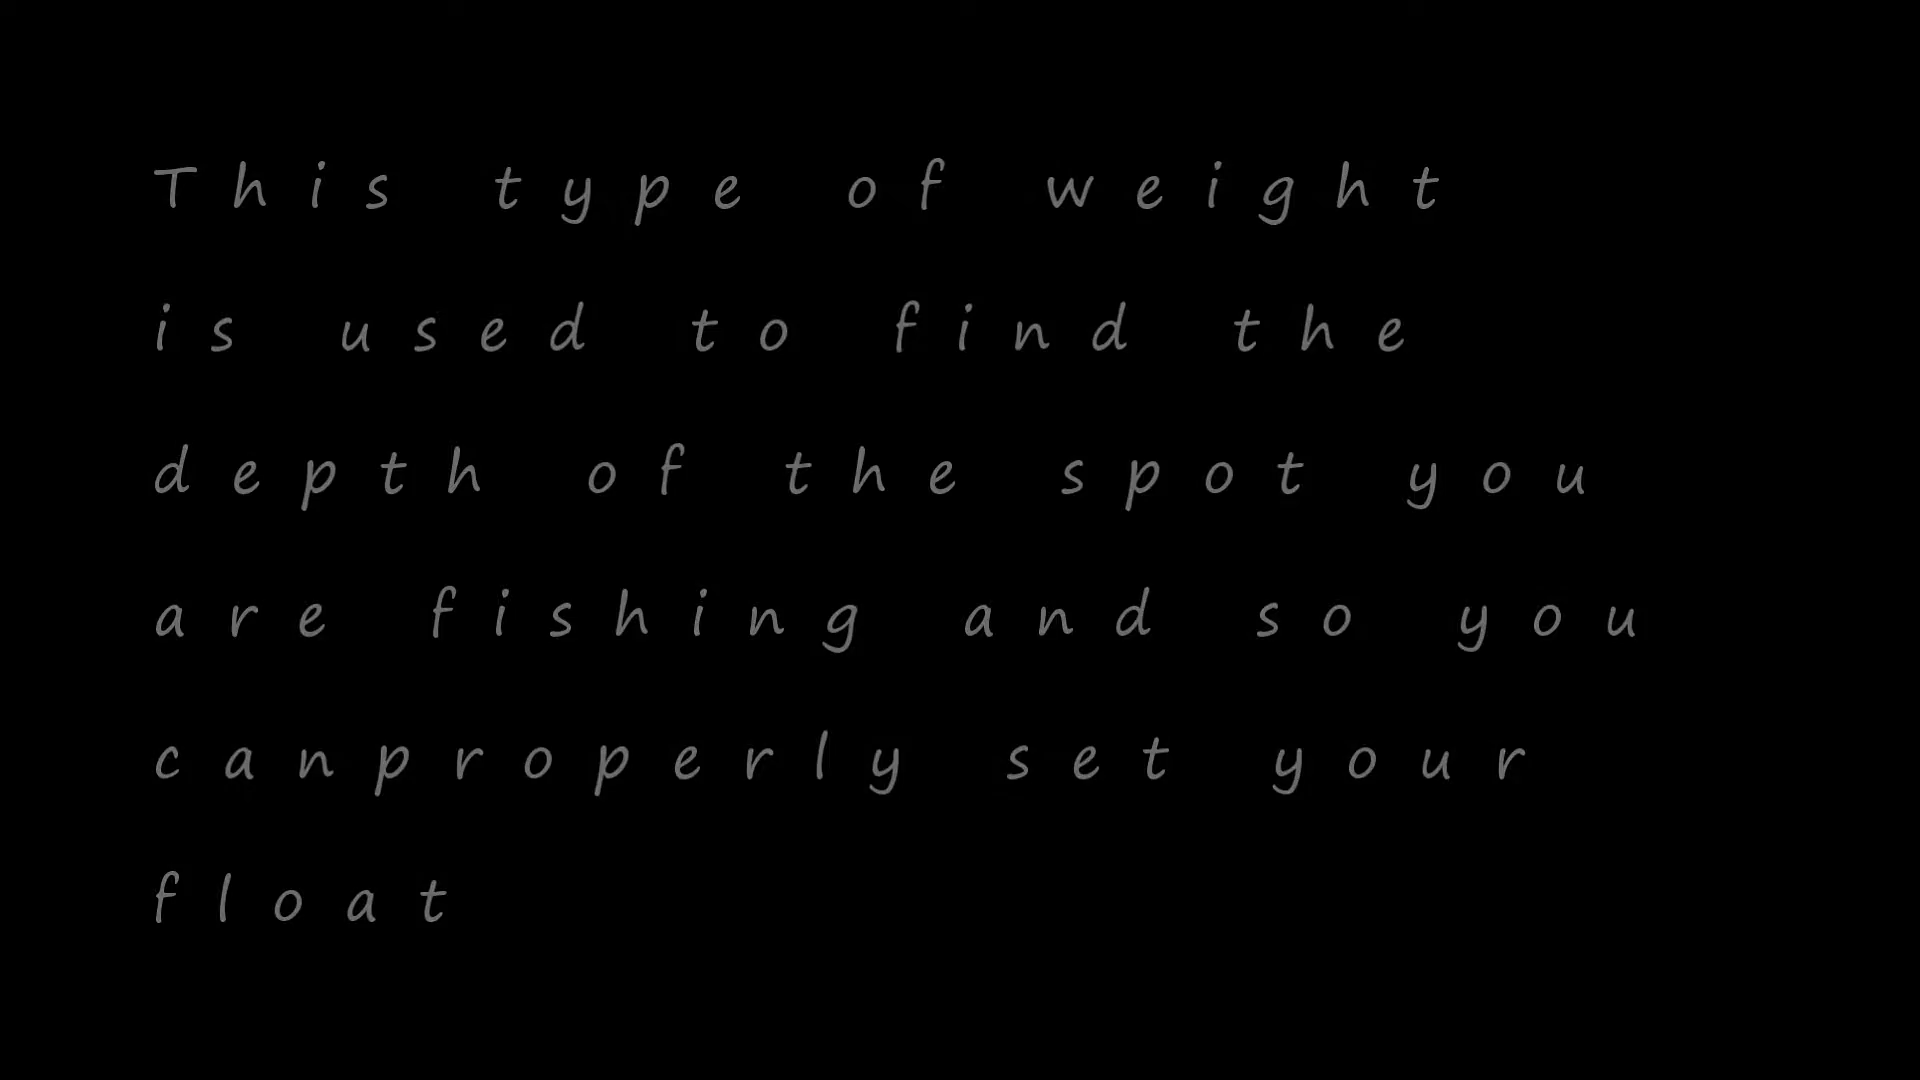 This type of weight
is used to find the
depth of the spot you
are fishing and so you
canproperly set your
float